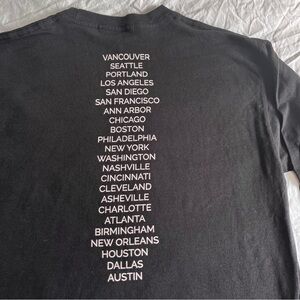 VANCOUVER
SEATTLE
PORTLAND
LOS ANGELES
SAN DIEGO
SAN FRANCISCO
ANN ARBOR
CHICAGO
BOSTON
PHILADELPHIA
NEW YORK
WASHINGTON
NASHVILLE
CINCINNATI
CLEVELAND
ASHEVILLE
CHARLOTTE
ATLANTA
BIRMINGHAM
NEW ORLEANS
HOUSTON
DALLAS
AUSTIN